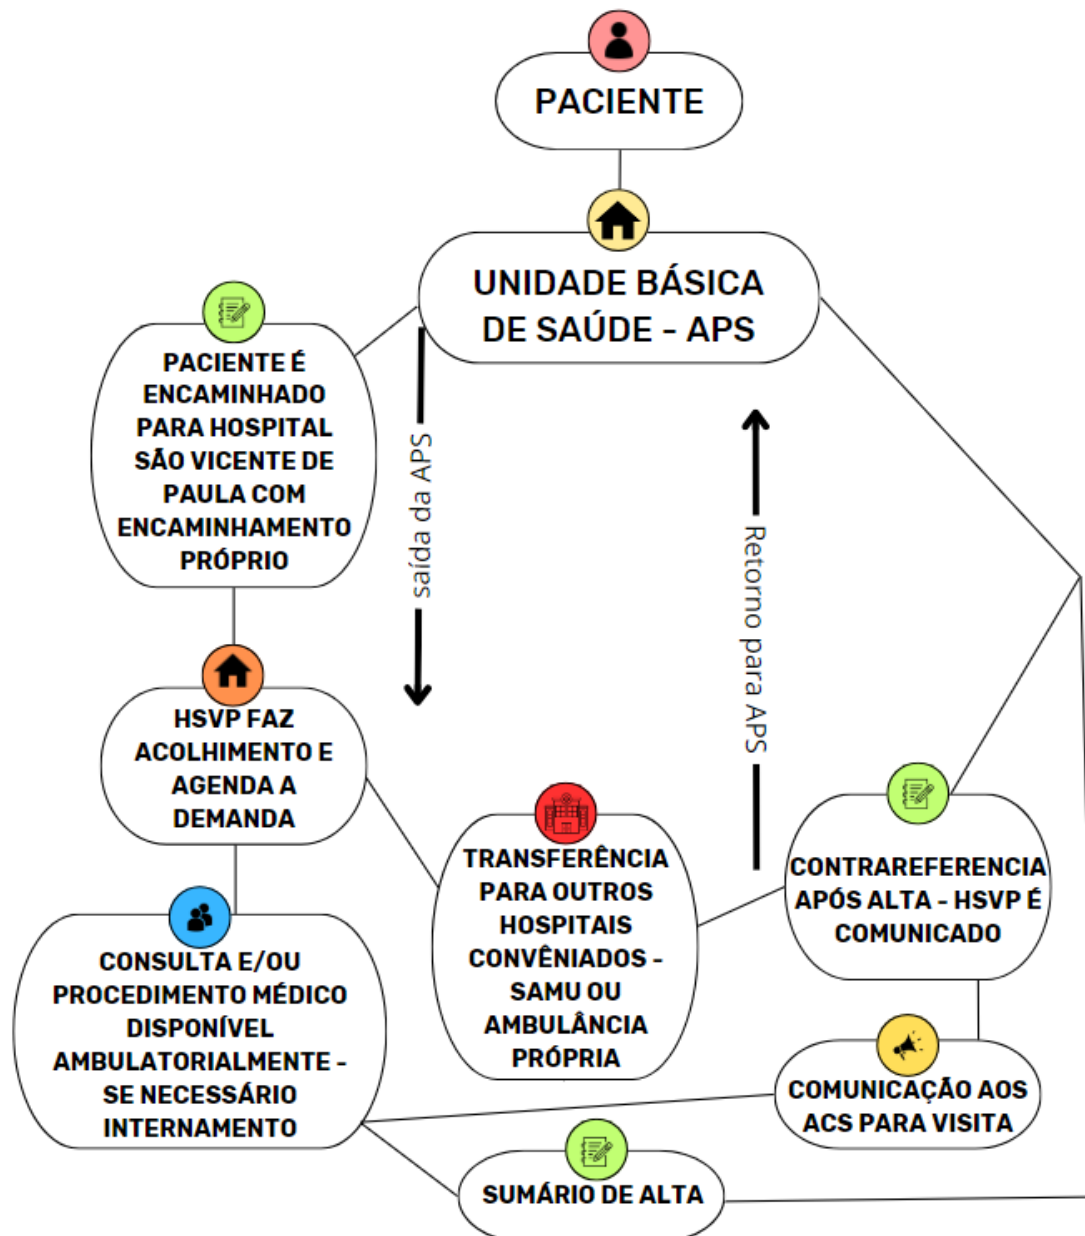 PACIENTE
UNIDADE BÁSICA
DE SAÚDE - APS
PACIENTE É
ENCAMINHADO
PARA HOSPITAL
SÃO VICENTE DE
PAULA COM
ENCAMINHAMENTO
PRÓPRIO
saída da APS
Retorno para APS
HSVP FAZ
ACOLHIMENTO E
AGENDA A
DEMANDA
TRANSFERÊNCIA
PARA OUTROS
HOSPITAIS
CONVÊNIADOS -
SAMU OU
AMBULÂNCIA
PRÓPRIA
CONTRAREFERENCIA
APÓS ALTA - HSVP É
COMUNICADO
CONSULTA E/OU
PROCEDIMENTO MÉDICO
DISPONÍVEL
AMBULATORIALMENTE -
SE NECESSÁRIO
INTERNAMENTO
COMUNICAÇÃO AOS
ACS PARA VISITA
SUMÁRIO DE ALTA